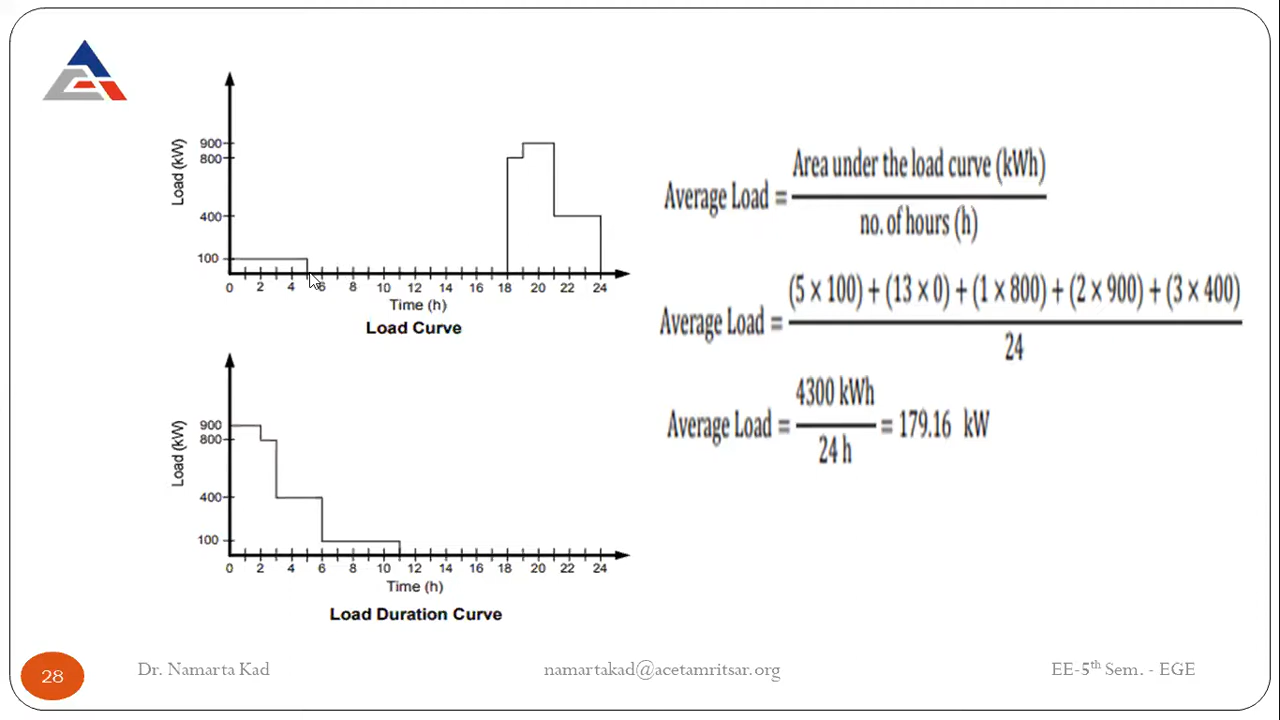 900
800
400
100
Load (kW)
0 2 4 6 8 10 12 14 16 18 20 22 24
Time (h)
Load Curve
900
800
400
100
Load (kW)
0 2 4 6 8 10 12 14 16 18 20 22 24
Time (h)
Load Duration Curve
Average Load = Area under the load curve (kWh)
no. of hours (h)
Average Load = (5 × 100) + (13 × 0) + (1 × 800) + (2 × 900) + (3 × 400)
24
Average Load = 4300 kWh
24 h
= 179.16 kW
28
Dr. Namarta Kad
namartakad@acetamritsar.org
EE-5th Sem. - EGE